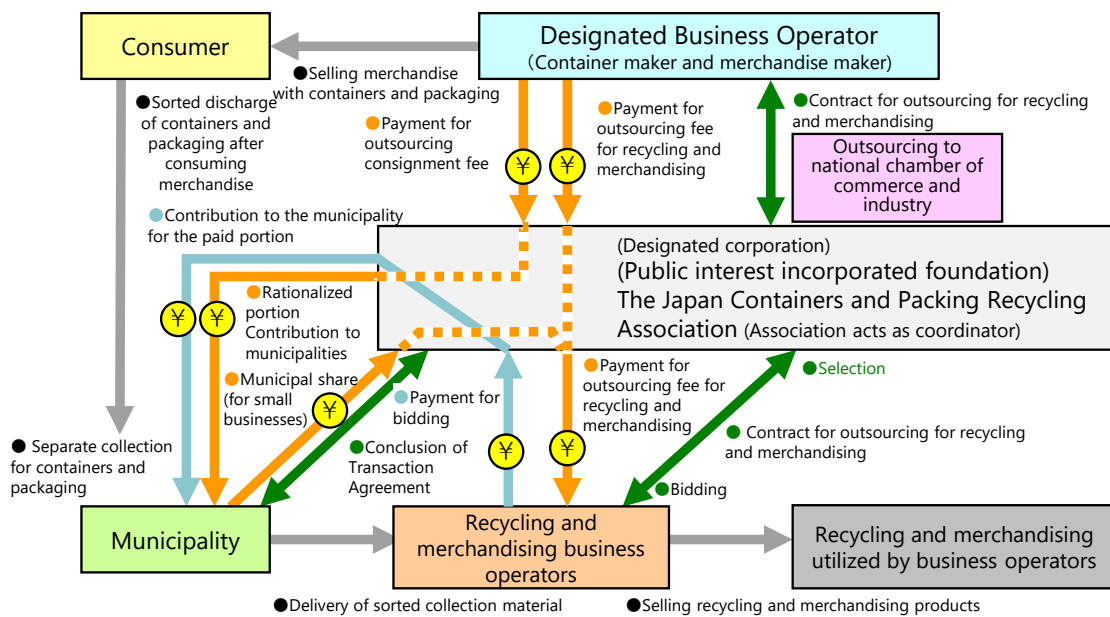 Consumer
Designated Business Operator
(Container maker and merchandise maker)
●Selling merchandise
with containers and packaging
●Sorted discharge
of containers and
packaging after
consuming
merchandise
●Payment for
outsourcing
consignment fee
●Payment for
outsourcing fee
for recycling and
merchandising
●Contract for outsourcing for recycling
and merchandising
Outsourcing to
national chamber of
commerce and
industry
¥
¥
●Contribution to the municipality
for the paid portion
(Designated corporation)
(Public interest incorporated foundation)
The Japan Containers and Packing Recycling
Association (Association acts as coordinator)
¥
¥
●Rationalized
portion
Contribution to
municipalities
●Municipal share
(for small
businesses)
¥
●Payment for
bidding
●Payment for
outsourcing fee for
recycling and
merchandising
●Selection
●Separate collection
for containers and
packaging
●Conclusion of
Transaction
Agreement
¥
¥
●Contract for outsourcing for recycling
and merchandising
●Bidding
Municipality
Recycling and
merchandising business
operators
Recycling and merchandising
utilized by business operators
●Delivery of sorted collection material
●Selling recycling and merchandising products